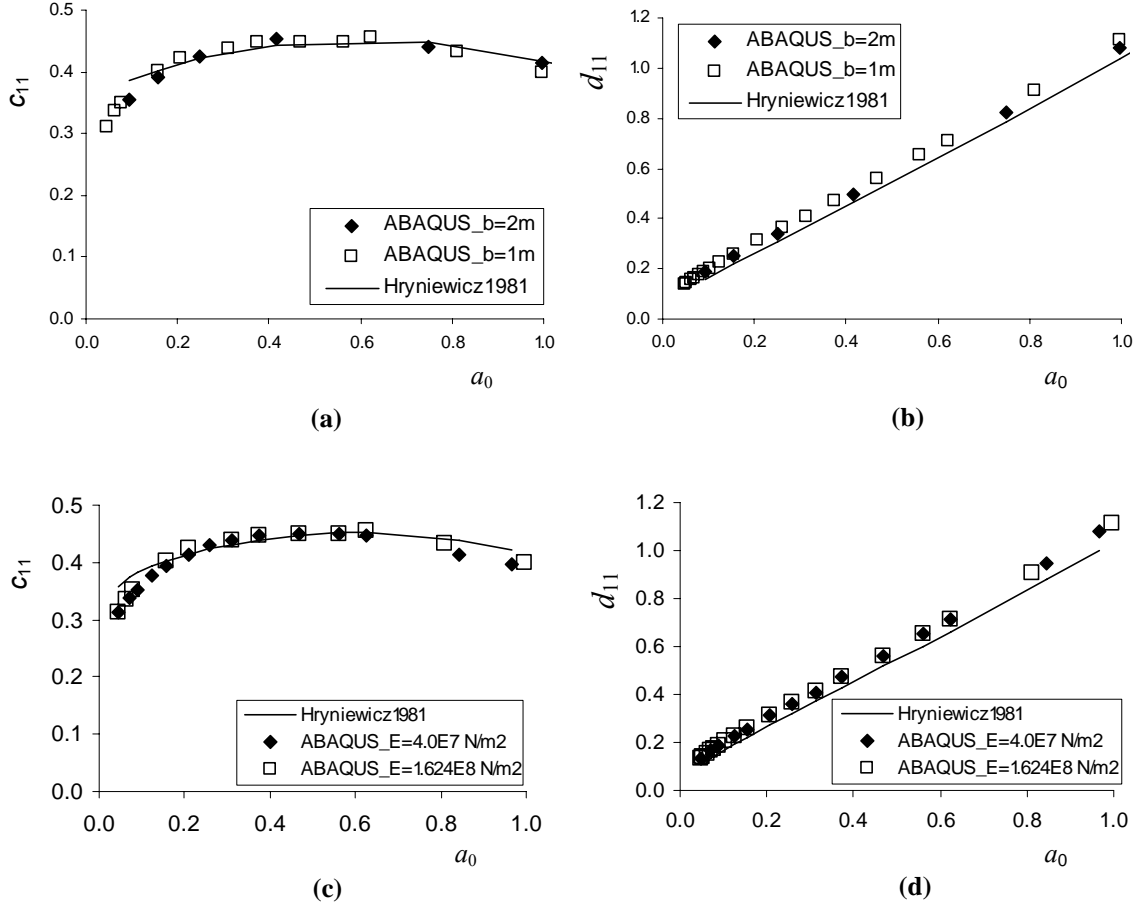 c11
0.5
0.4
0.3
0.2
0.1
0.0
0.0 0.2 0.4 0.6 0.8 1.0
ABAQUS_b=2m
ABAQUS_b=1m
Hryniewicz1981
a0
(a)
d11
1.2
1.0
0.8
0.6
0.4
0.2
0.0
0.0 0.2 0.4 0.6 0.8 1.0
ABAQUS_b=2m
ABAQUS_b=1m
Hryniewicz1981
a0
(b)
c11
0.5
0.4
0.3
0.2
0.1
0.0
0.0 0.2 0.4 0.6 0.8 1.0
Hryniewicz1981
ABAQUS_E=4.0E7 N/m2
ABAQUS_E=1.624E8 N/m2
a0
(c)
d11
1.2
1.0
0.8
0.6
0.4
0.2
0.0
0.0 0.2 0.4 0.6 0.8 1.0
Hryniewicz1981
ABAQUS_E=4.0E7 N/m2
ABAQUS_E=1.624E8 N/m2
a0
(d)